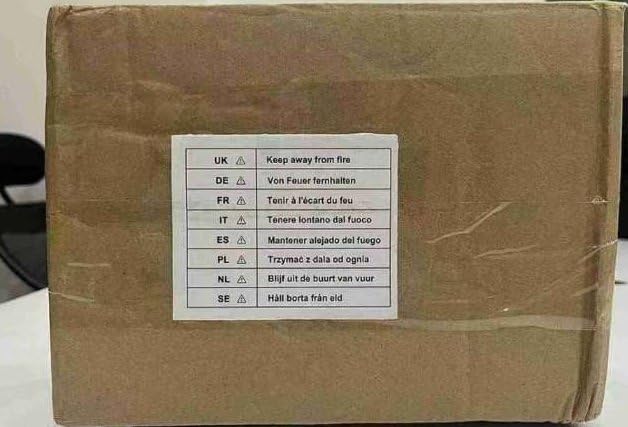 UK ⚠ Keep away from fire
DE ⚠ Von Feuer fernhalten
FR ⚠ Tenir à l'écart du feu
IT ⚠ Tenere lontano dal fuoco
ES ⚠ Mantener alejado del fuego
PL ⚠ Trzymać z dala od ognia
NL ⚠ Blijf uit de buurt van vuur
SE ⚠ Håll borta från eld